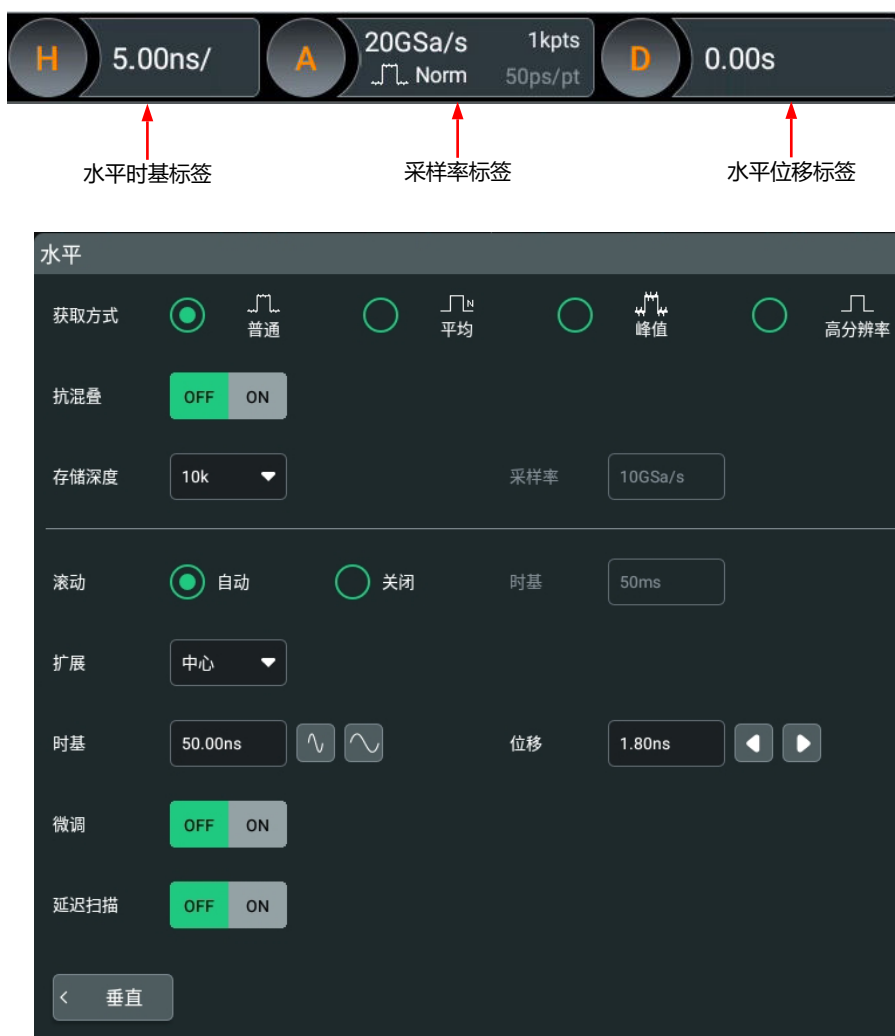 H 5.00ns/ A 20GSa/s 1kpts D 0.00s
Norm 50ps/pt
水平时基标签 采样率标签 水平位移标签
水平
获取方式 普通 N 平均 峰值 高分辨率
抗混叠 OFF ON
存储深度 10k 采样率 10GSa/s
滚动 自动 关闭 时基 50ms
扩展 中心
时基 50.00ns 位移 1.80ns
微调 OFF ON
延迟扫描 OFF ON
垂直